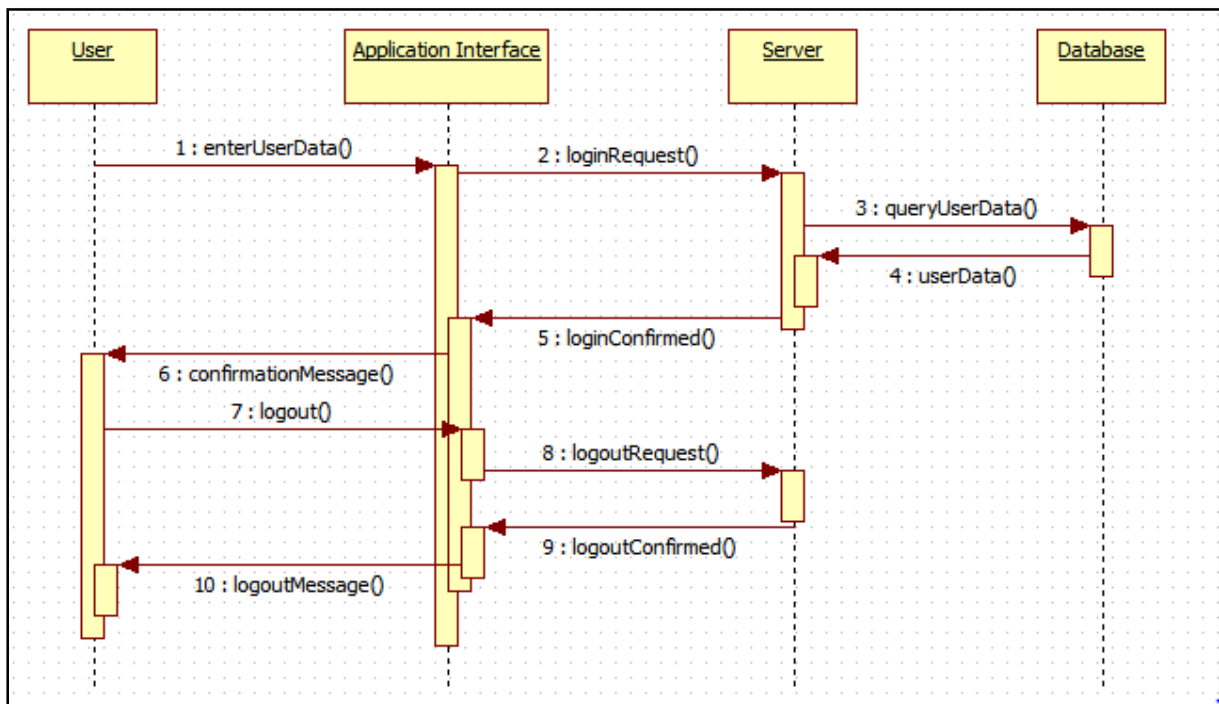 User
Application Interface
Server
Database
1 : enterUserData()
2 : loginRequest()
3 : queryUserData()
4 : userData()
5 : loginConfirmed()
6 : confirmationMessage()
7 : logout()
8 : logoutRequest()
9 : logoutConfirmed()
10 : logoutMessage()